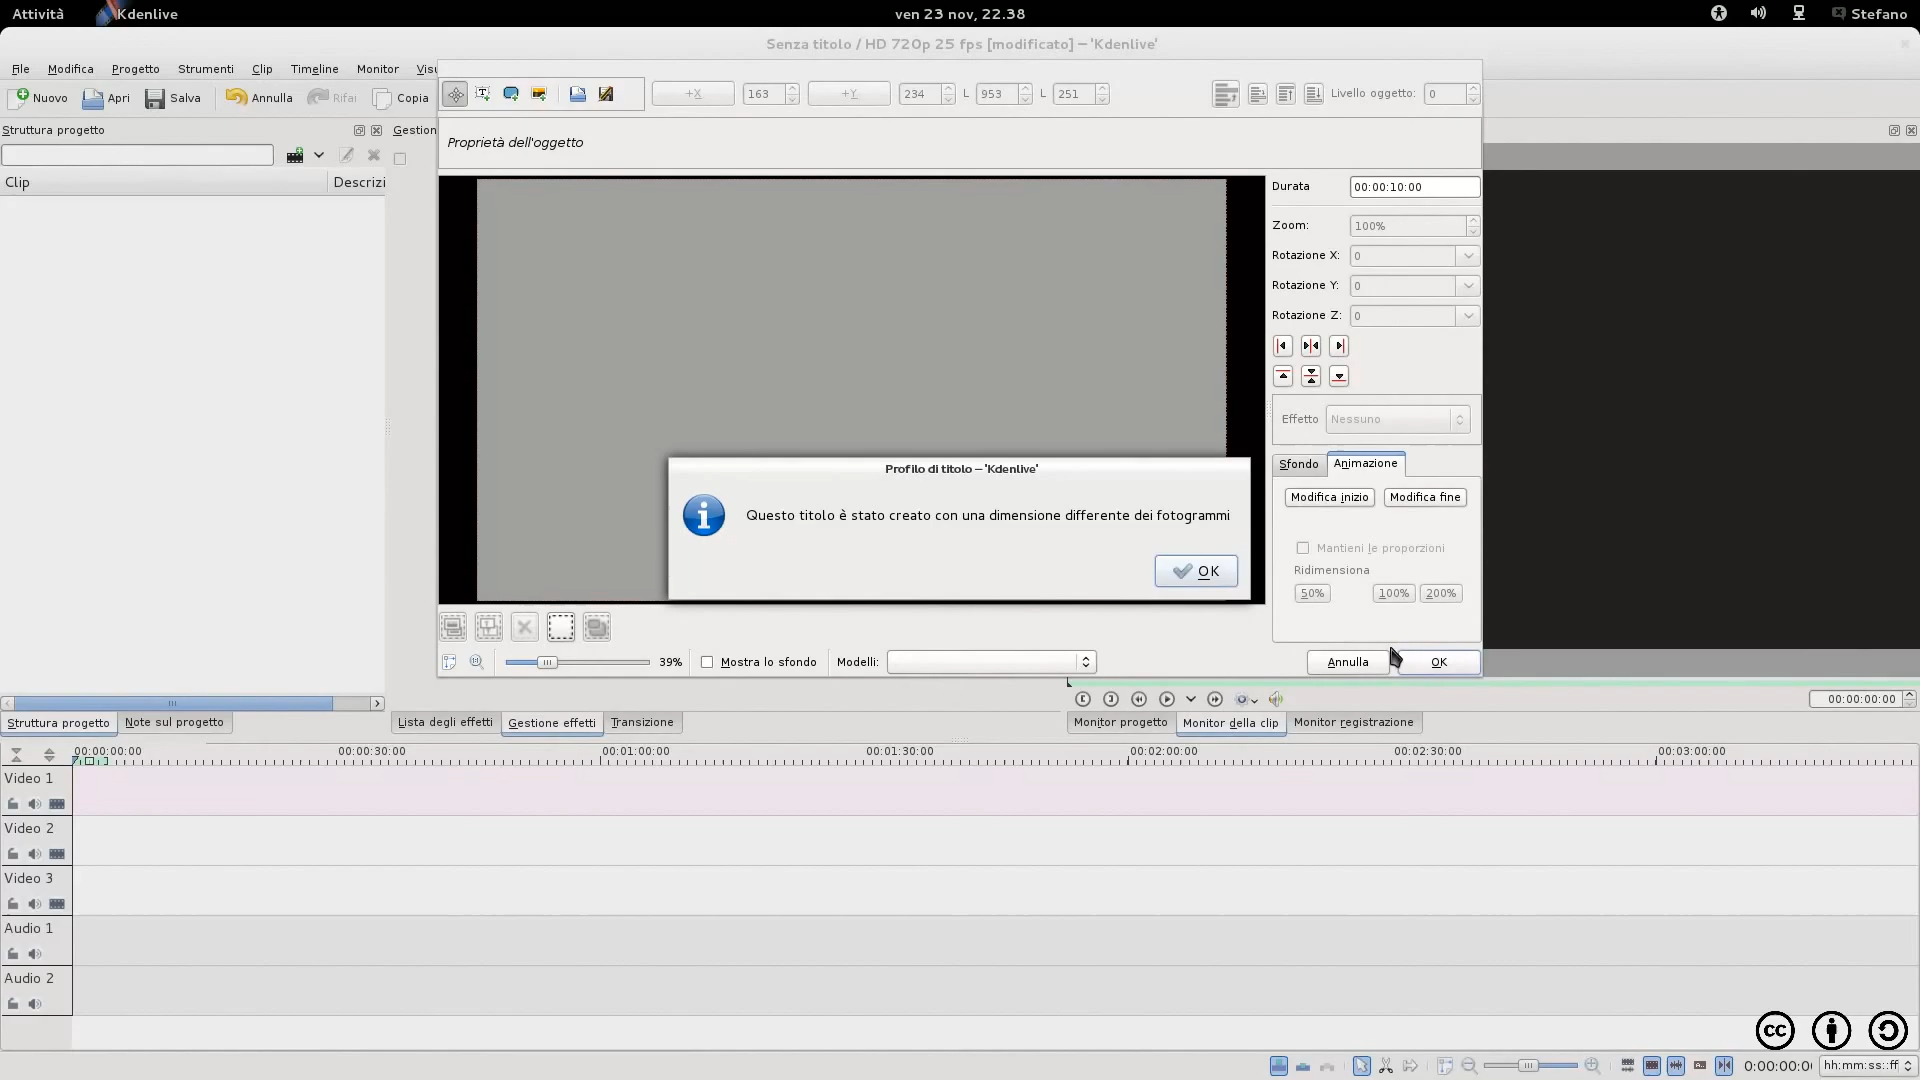 Attività Kdenlive ven 23 nov, 22.38 Stefano
Senza titolo / HD 720p 25 fps [modificato] – 'Kdenlive'
File Modifica Progetto Strumenti Clip Timeline Monitor Visu
Nuovo Apri Salva Annulla Rifai Copia
+X 163 +Y 234 L 953 L 251 Livello oggetto: 0
Struttura progetto Gestion
Proprietà dell'oggetto
Clip Descrizi
Durata 00:00:10:00
Zoom: 100%
Rotazione X: 0
Rotazione Y: 0
Rotazione Z: 0
Effetto Nessuno
Sfondo Animazione
Modifica inizio Modifica fine
Mantieni le proporzioni
Ridimensiona
50% 100% 200%
Profilo di titolo – 'Kdenlive'
Questo titolo è stato creato con una dimensione differente dei fotogrammi
OK
39% Mostra lo sfondo Modelli: Annulla OK
00:00:00:00
Struttura progetto Note sul progetto Lista degli effetti Gestione effetti Transizione Monitor progetto Monitor della clip Monitor registrazione
00:00:00:00 00:00:30:00 00:01:00:00 00:01:30:00 00:02:00:00 00:02:30:00 00:03:00:00
Video 1
Video 2
Video 3
Audio 1
Audio 2
cc
0:00:00:0 hh:mm:ss::ff